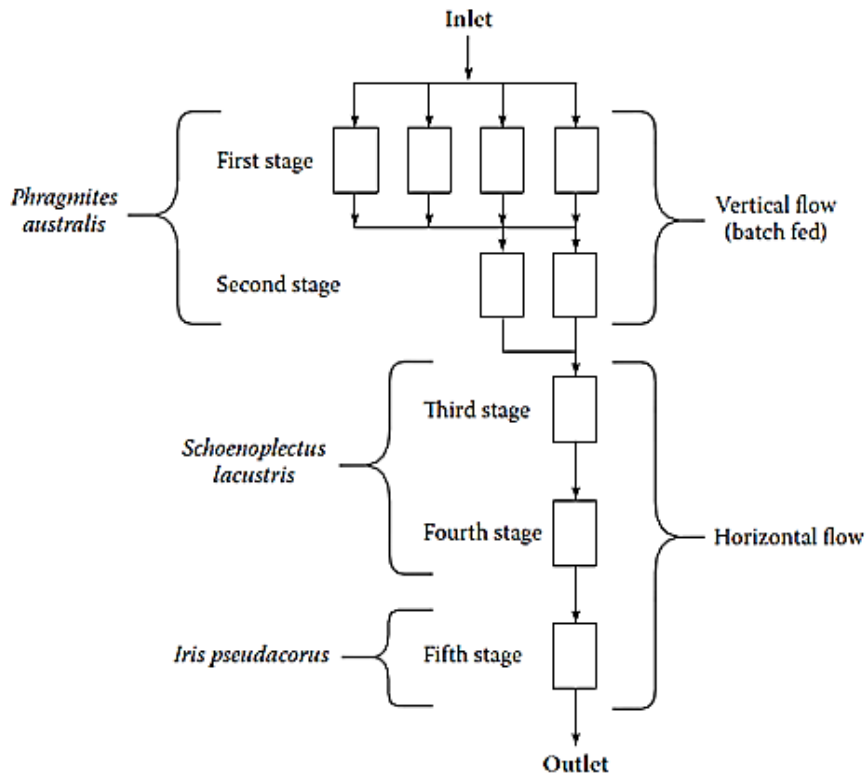 Inlet
First stage
Phragmites
australis
Vertical flow
(batch fed)
Second stage
Third stage
Schoenoplectus
lacustris
Fourth stage
Horizontal flow
Iris pseudacorus
Fifth stage
Outlet